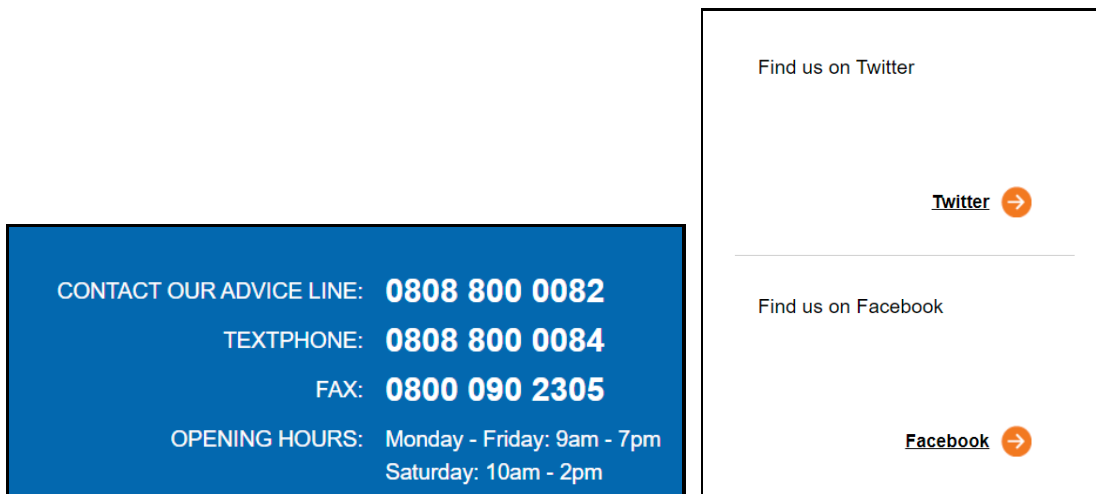 CONTACT OUR ADVICE LINE: 0808 800 0082
TEXTPHONE: 0808 800 0084
FAX: 0800 090 2305
OPENING HOURS: Monday - Friday: 9am - 7pm
Saturday: 10am - 2pm
Find us on Twitter
Twitter
Find us on Facebook
Facebook